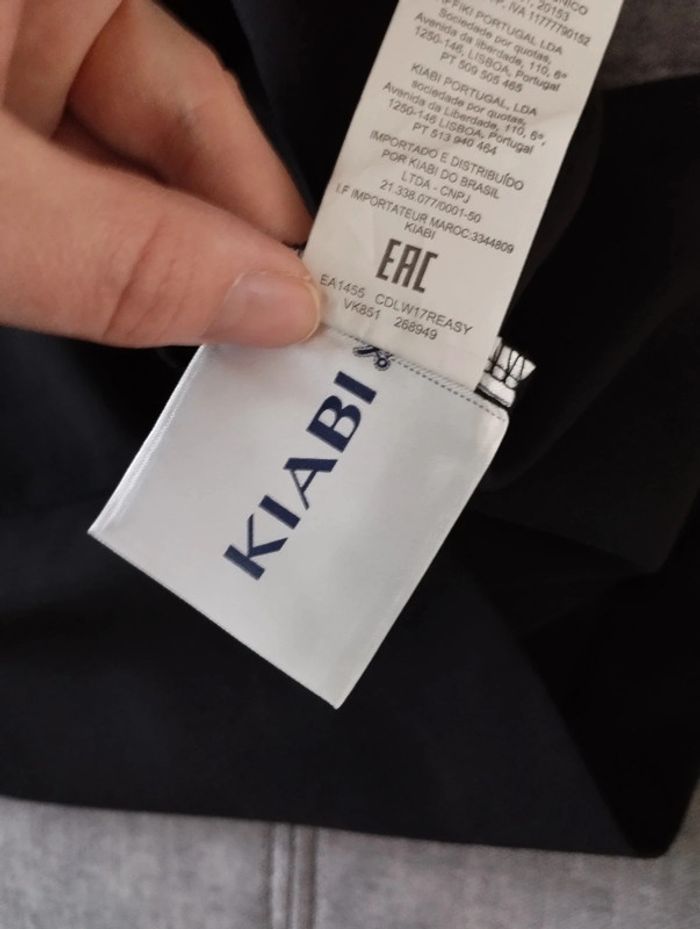 20153
P. IVA 11777790152
KIPORTUGAL LDA
Sociedade por quotas,
Avenida da liberdade, 110, 6º
1250-146, LISBOA, Portugal
PT 509 505 465
KIABI PORTUGAL, LDA
sociedade por quotas,
Avenida da Liberdade, 110, 6º,
1250-146 LISBOA, Portugal
PT 513 940 464
IMPORTADO E DISTRIBUÍDO
POR KIABI DO BRASIL
LTDA - CNPJ
21.338.077/0001-50
I.F IMPORTATEUR MAROC:3344809
KIABI
EAC
EA1455 CDLW17REASY
VK851 268949
KIABI